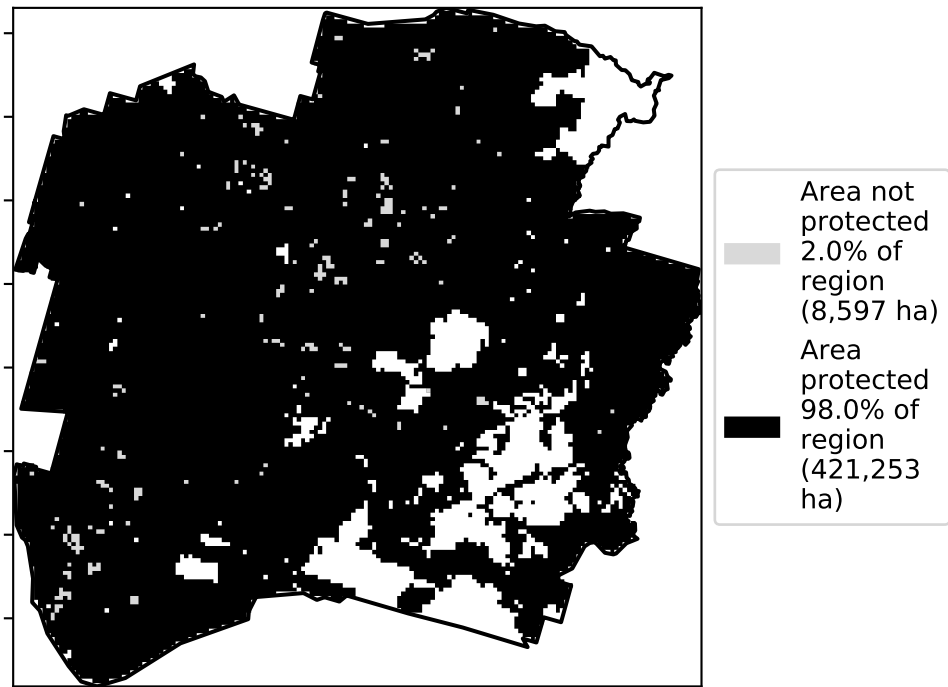 Area not
protected
2.0% of
region
(8,597 ha)
Area
protected
98.0% of
region
(421,253
ha)